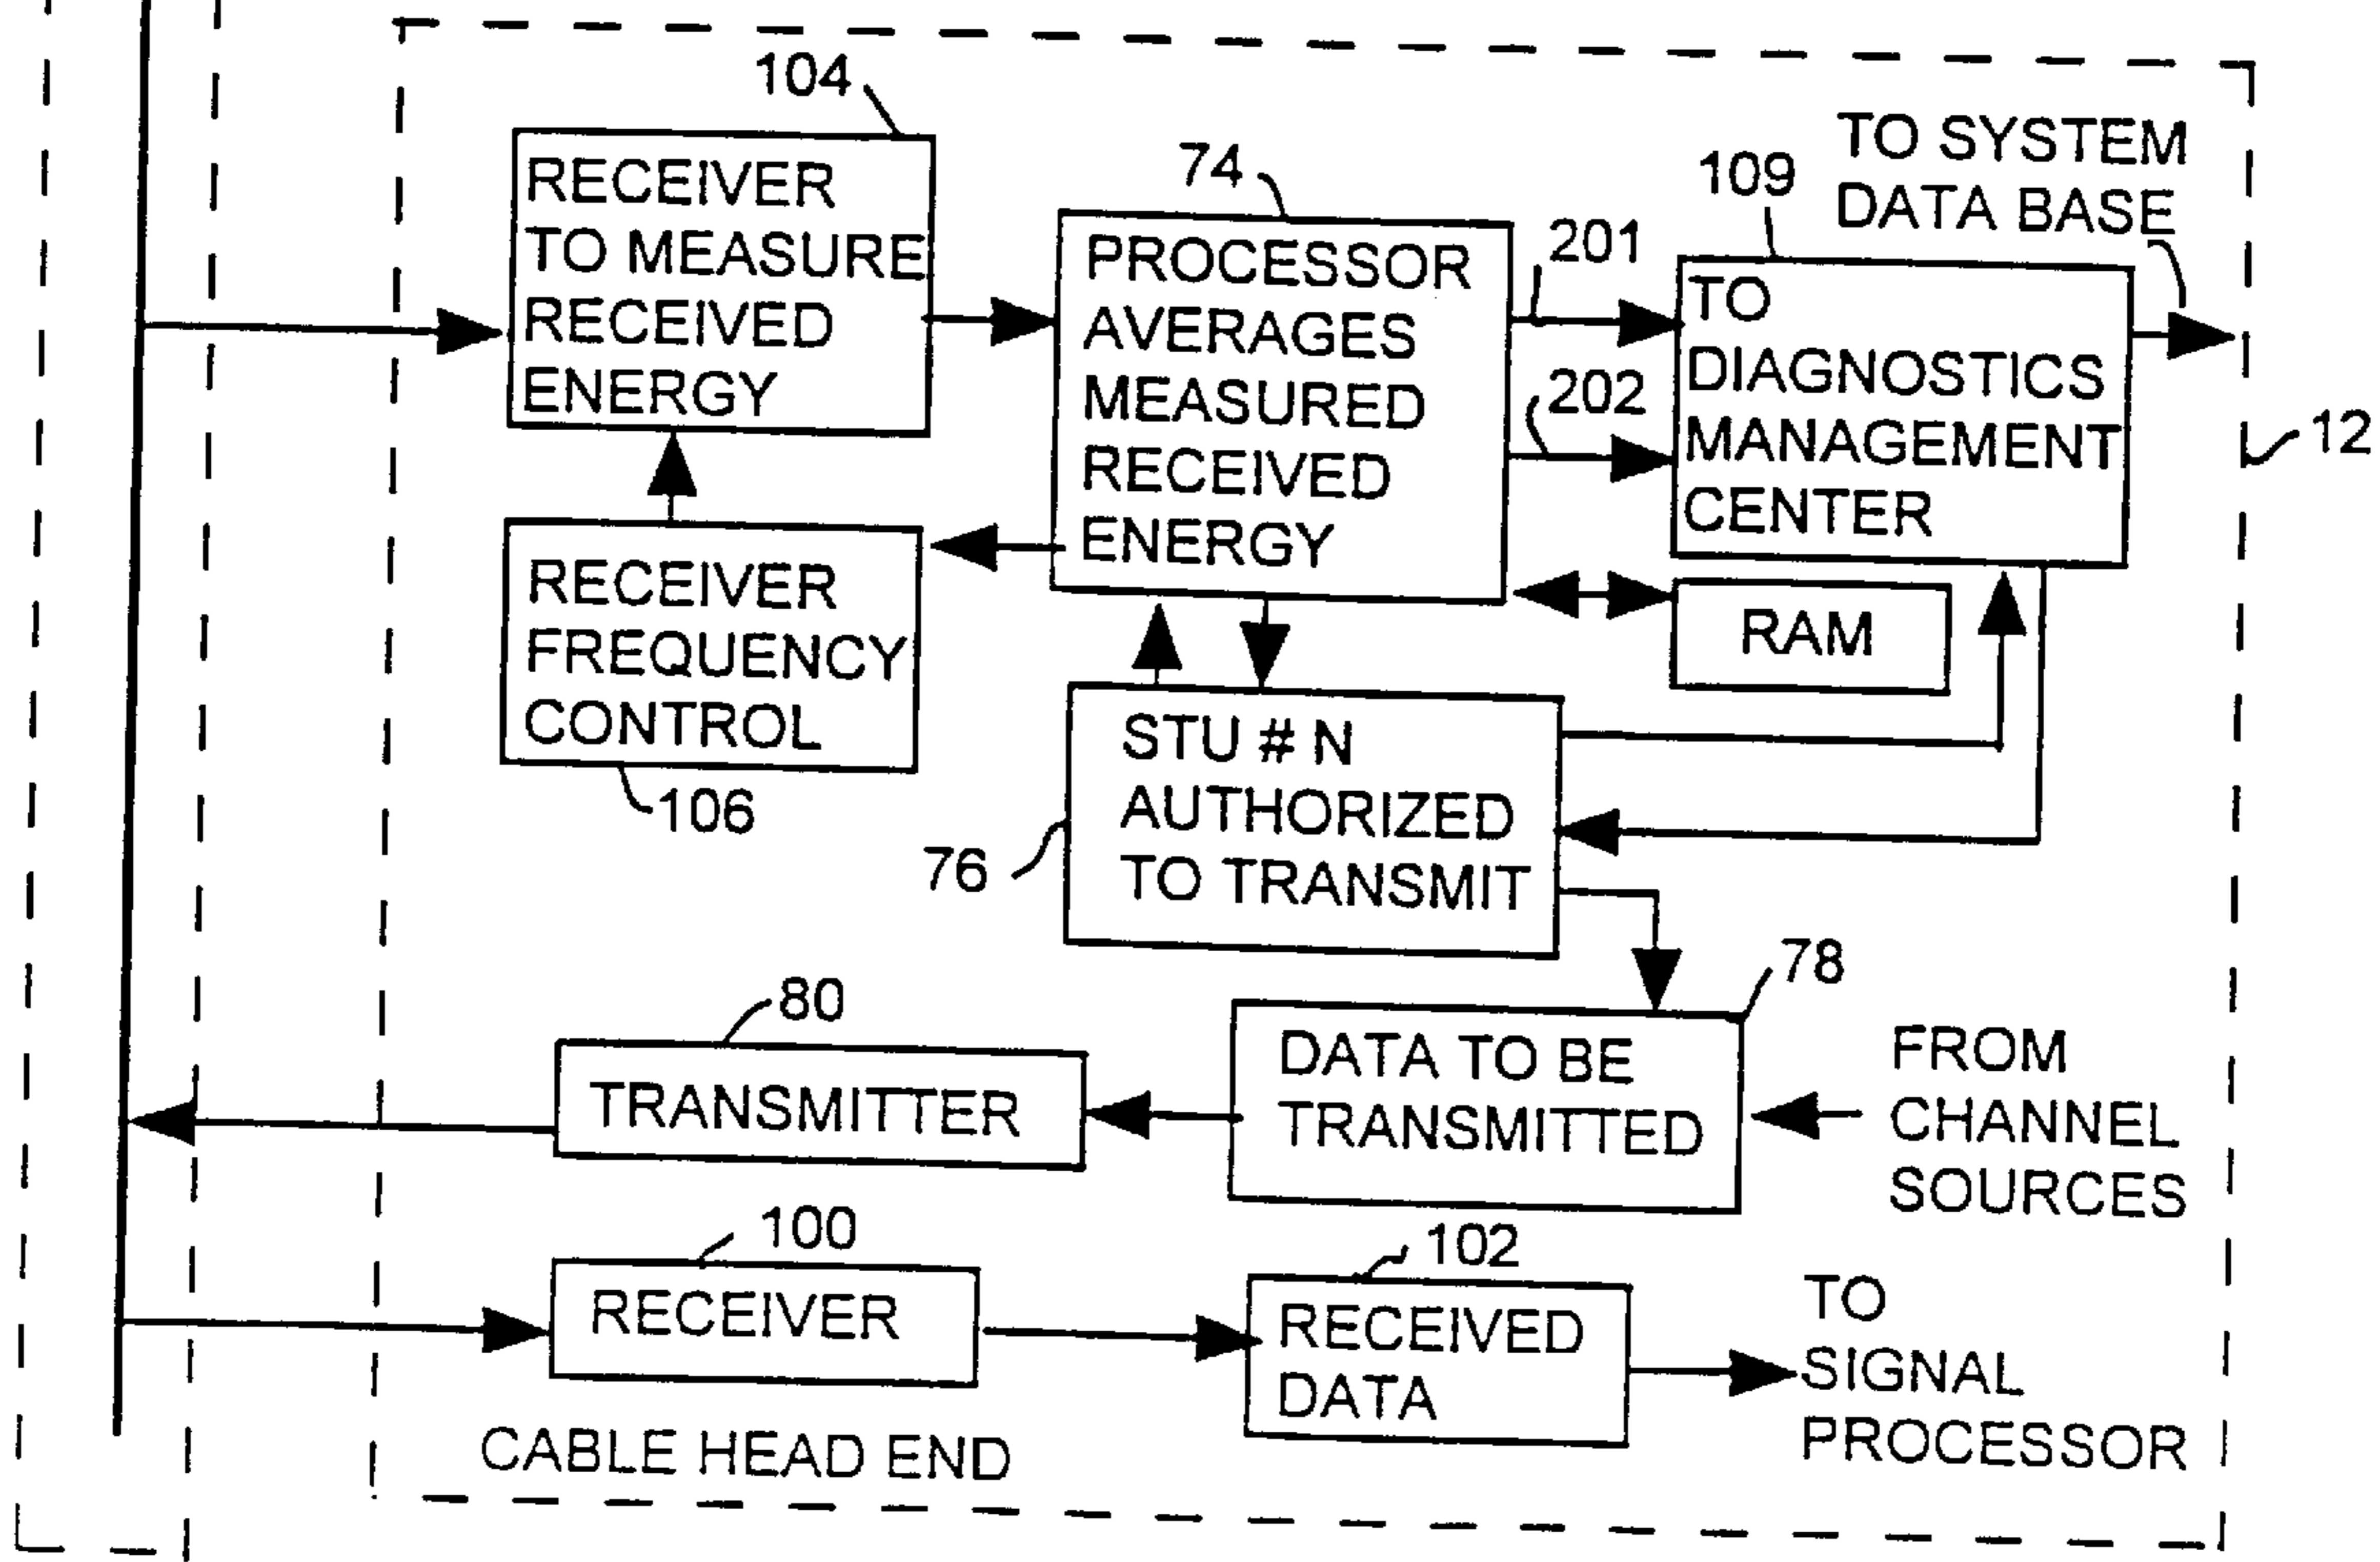 104
RECEIVER
TO MEASURE
RECEIVED
ENERGY
74
PROCESSOR
AVERAGES
MEASURED
RECEIVED
ENERGY
201
202
109
TO SYSTEM
DATA BASE
TO
DIAGNOSTICS
MANAGEMENT
CENTER
12
RECEIVER
FREQUENCY
CONTROL
106
RAM
STU # N
AUTHORIZED
TO TRANSMIT
76
78
80
TRANSMITTER
DATA TO BE
TRANSMITTED
FROM
CHANNEL
SOURCES
100
RECEIVER
102
RECEIVED
DATA
TO
SIGNAL
PROCESSOR
CABLE HEAD END